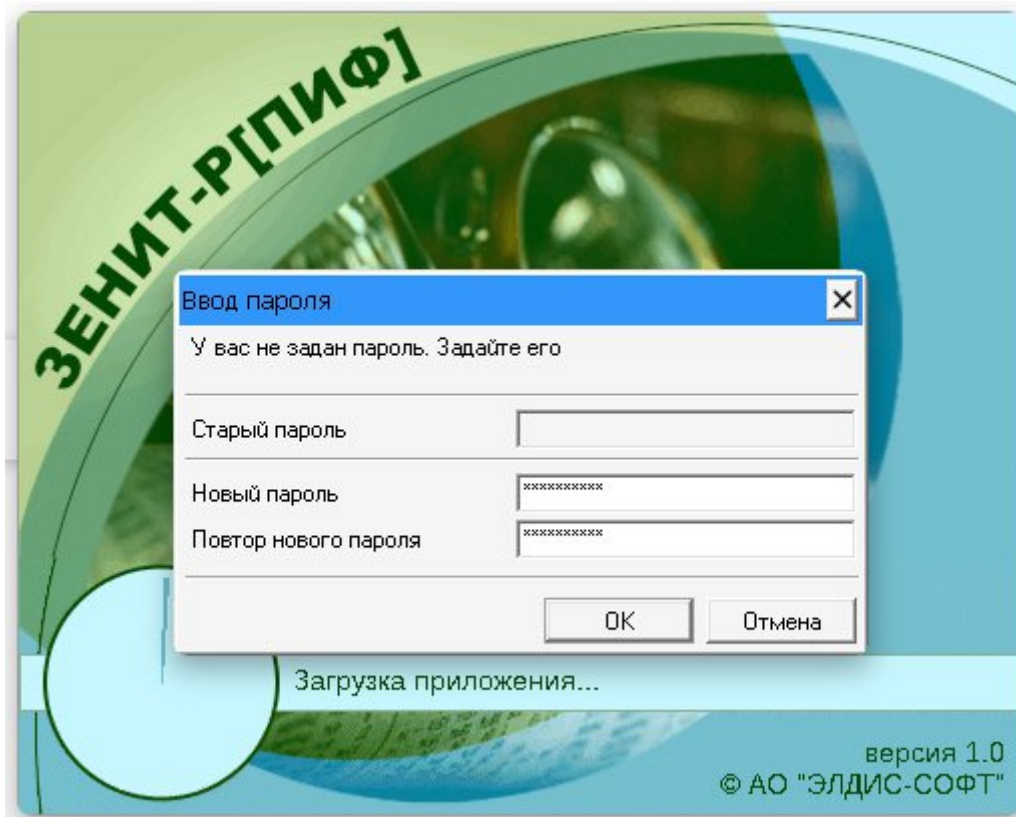 ЗЕНИТ-Р[ПИФ]
Ввод пароля
У вас не задан пароль. Задайте его
Старый пароль
Новый пароль
**********
Повтор нового пароля
**********
OK
Отмена
Загрузка приложения...
версия 1.0
© АО "ЭЛДИС-СОФТ"